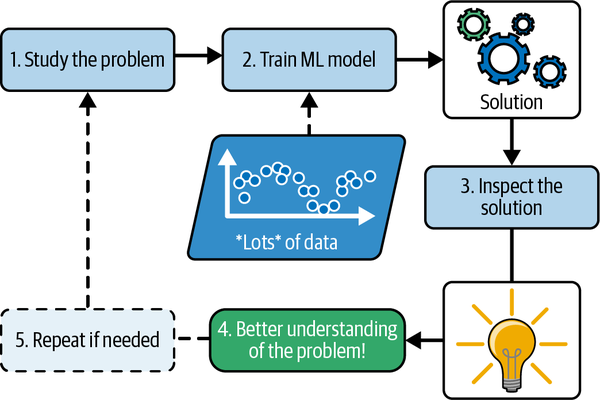 1. Study the problem
2. Train ML model
Solution
*Lots* of data
3. Inspect the
solution
4. Better understanding
of the problem!
5. Repeat if needed